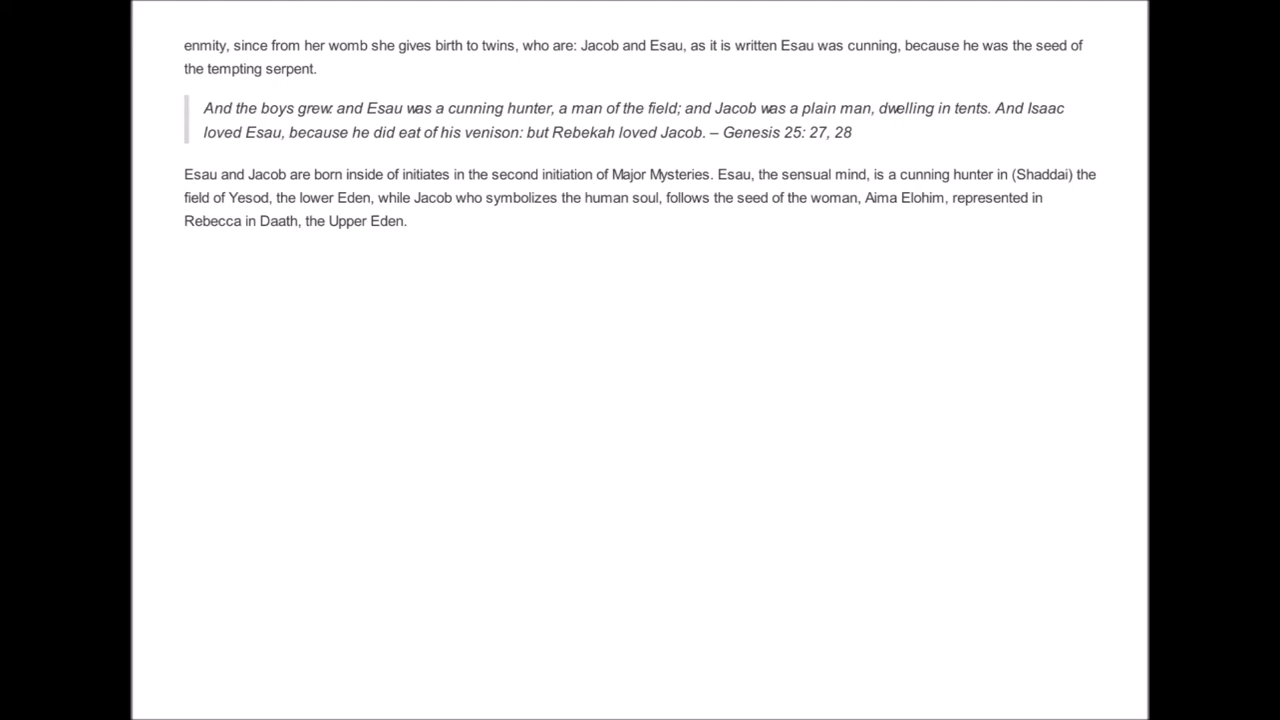 enmity, since from her womb she gives birth to twins, who are: Jacob and Esau, as it is written Esau was cunning, because he was the seed of
the tempting serpent.
And the boys grew: and Esau was a cunning hunter, a man of the field; and Jacob was a plain man, dwelling in tents. And Isaac
loved Esau, because he did eat of his venison: but Rebekah loved Jacob. – Genesis 25: 27, 28
Esau and Jacob are born inside of initiates in the second initiation of Major Mysteries. Esau, the sensual mind, is a cunning hunter in (Shaddai) the
field of Yesod, the lower Eden, while Jacob who symbolizes the human soul, follows the seed of the woman, Aima Elohim, represented in
Rebecca in Daath, the Upper Eden.